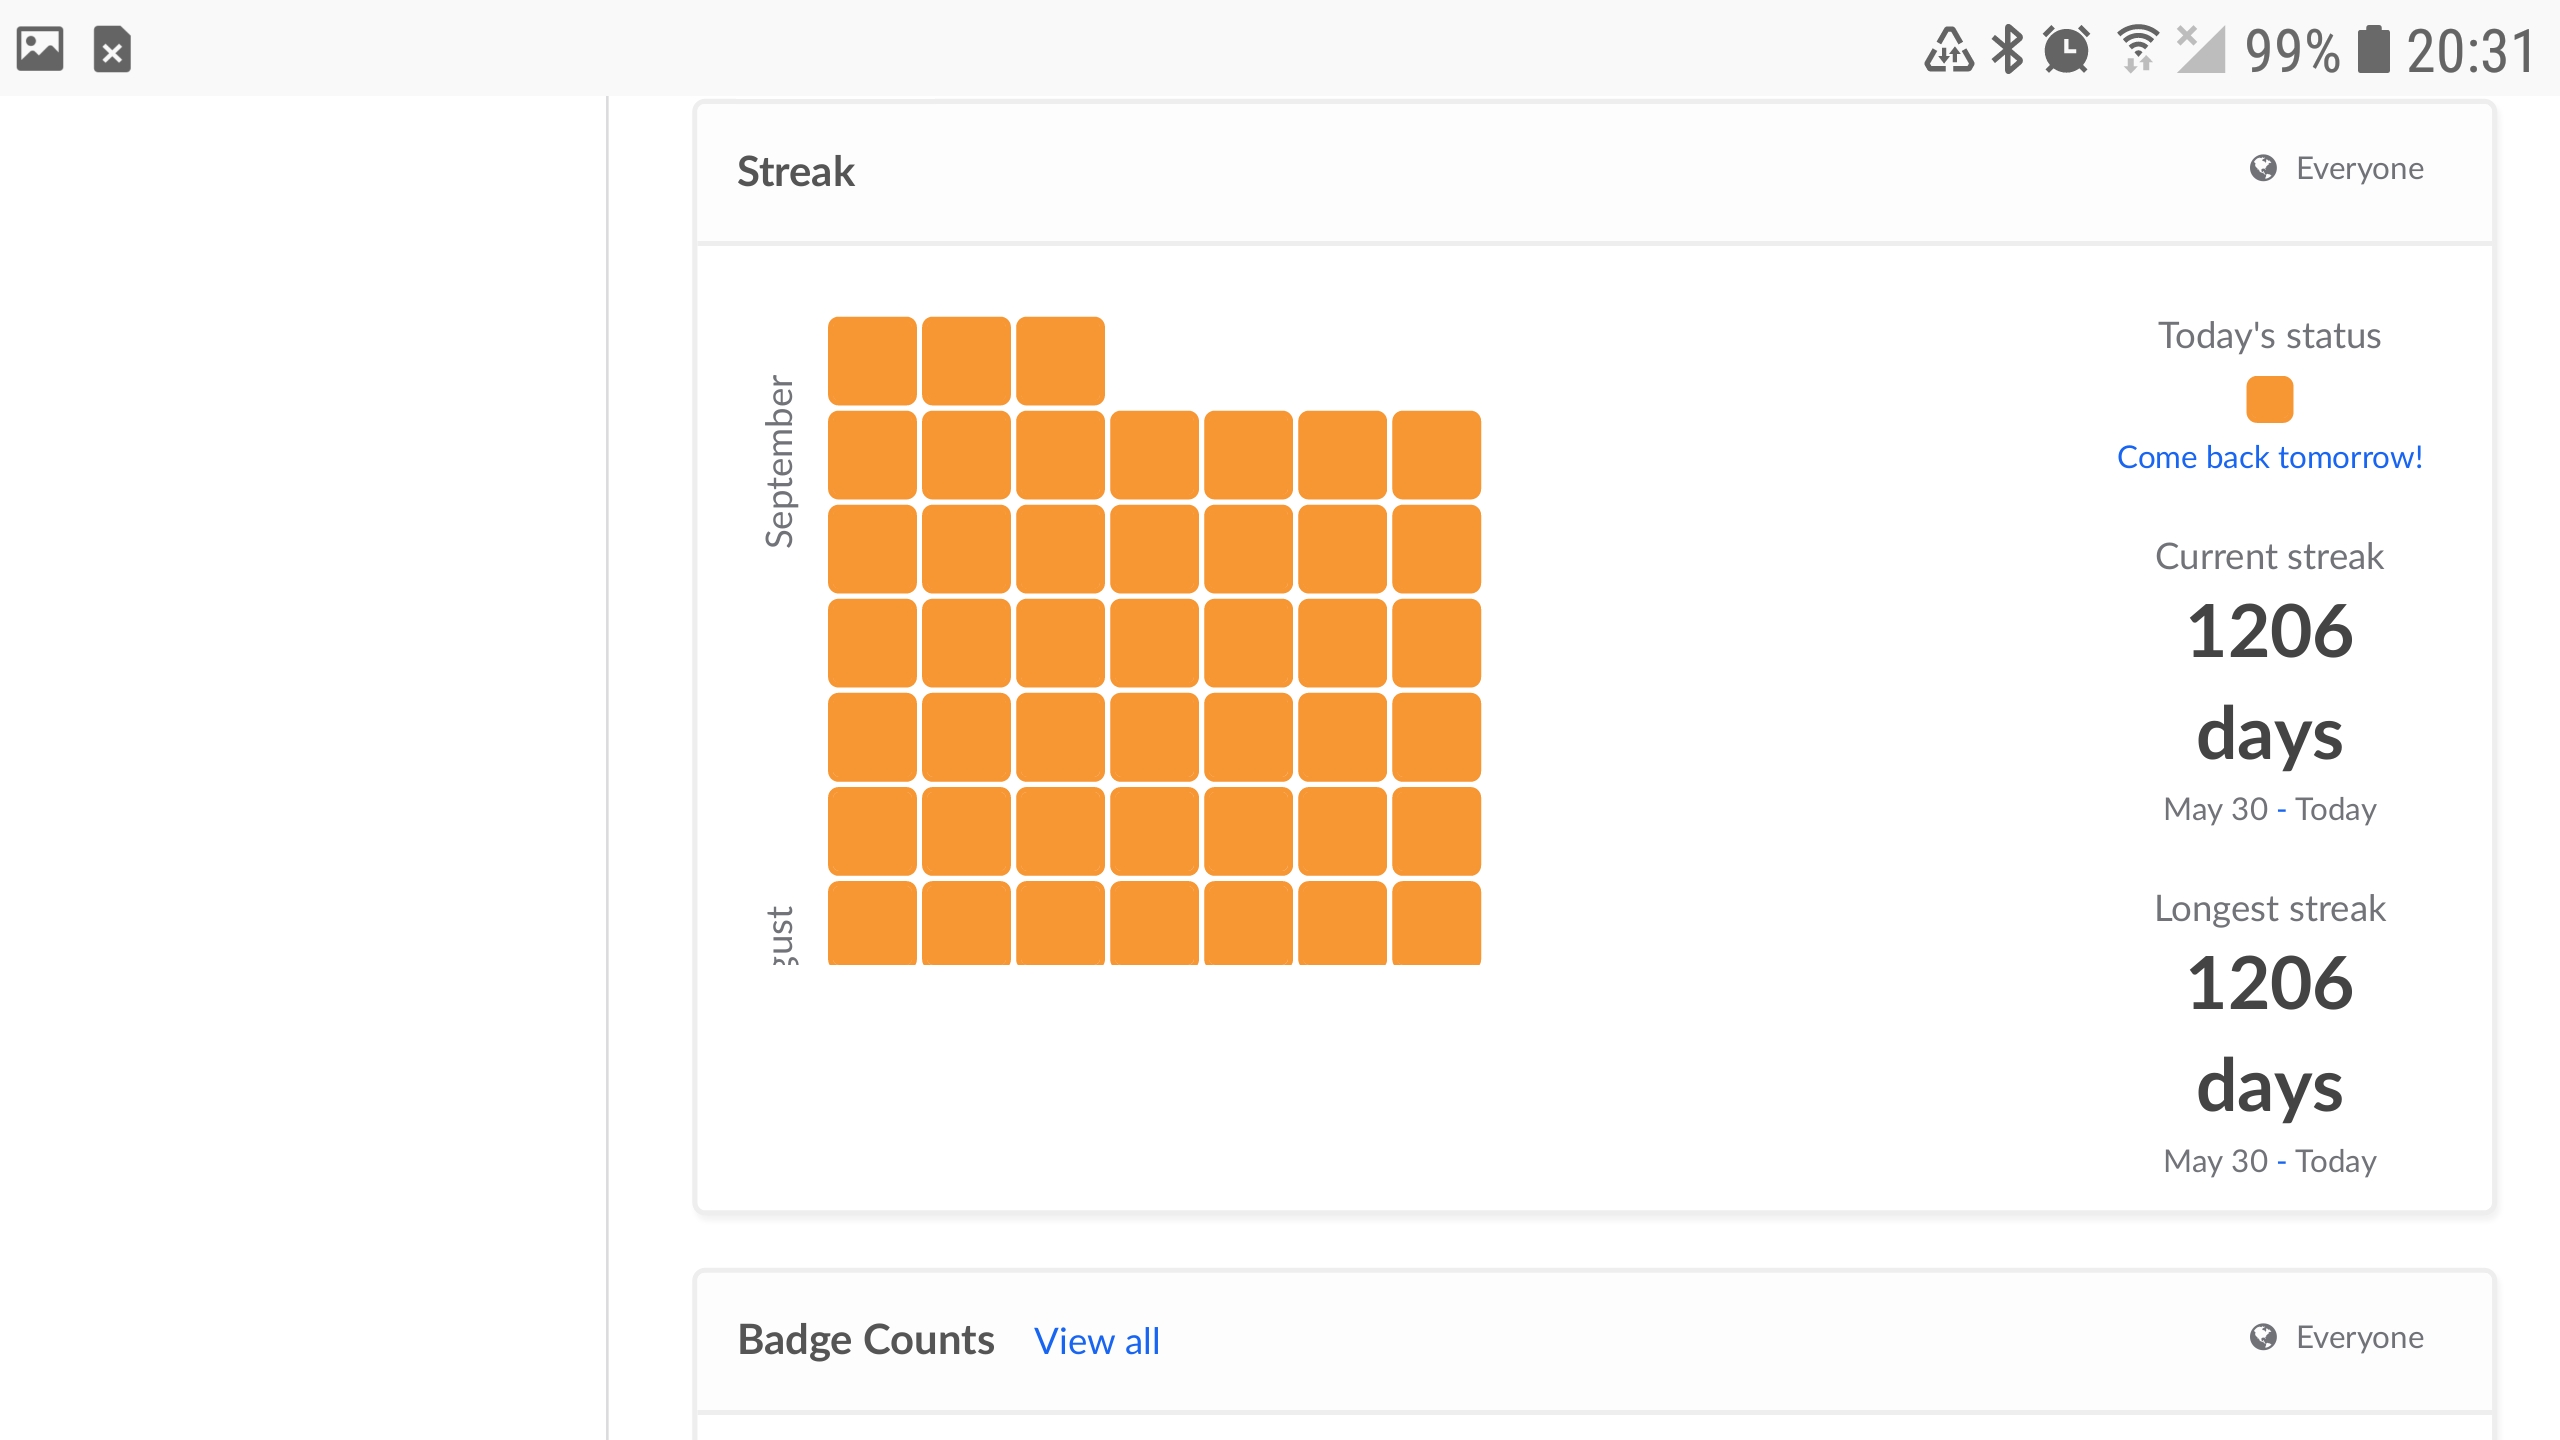 99% 20:31
Streak
Everyone
September
gust
Today's status
Come back tomorrow!
Current streak
1206
days
May 30 - Today
Longest streak
1206
days
May 30 - Today
Badge Counts View all
Everyone